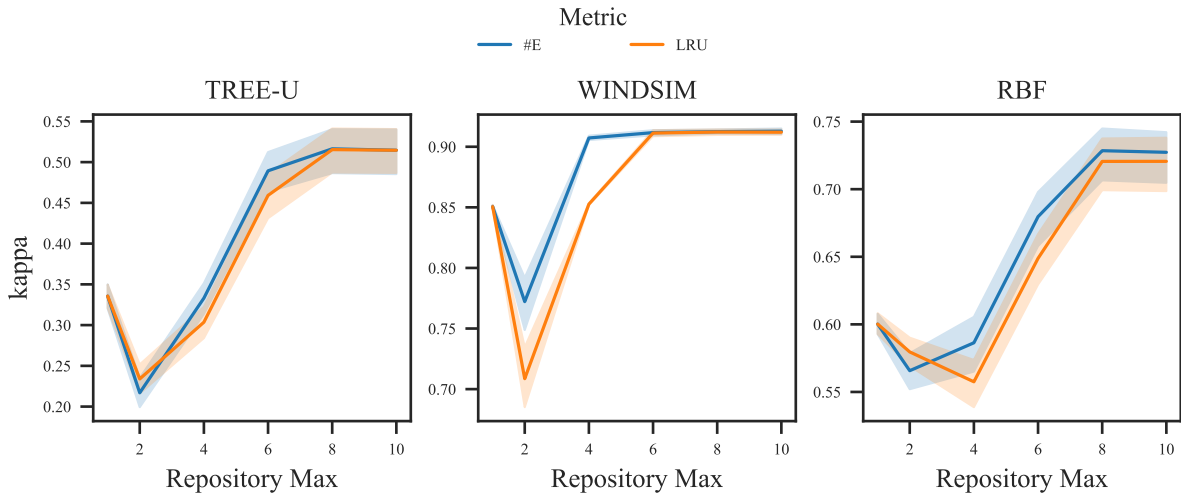 Metric
#E LRU
TREE-U
0.55
0.50
0.45
0.40
0.35
0.30
0.25
0.20
kappa
2 4 6 8 10
Repository Max
WINDSIM
0.90
0.85
0.80
0.75
0.70
2 4 6 8 10
Repository Max
RBF
0.75
0.70
0.65
0.60
0.55
2 4 6 8 10
Repository Max